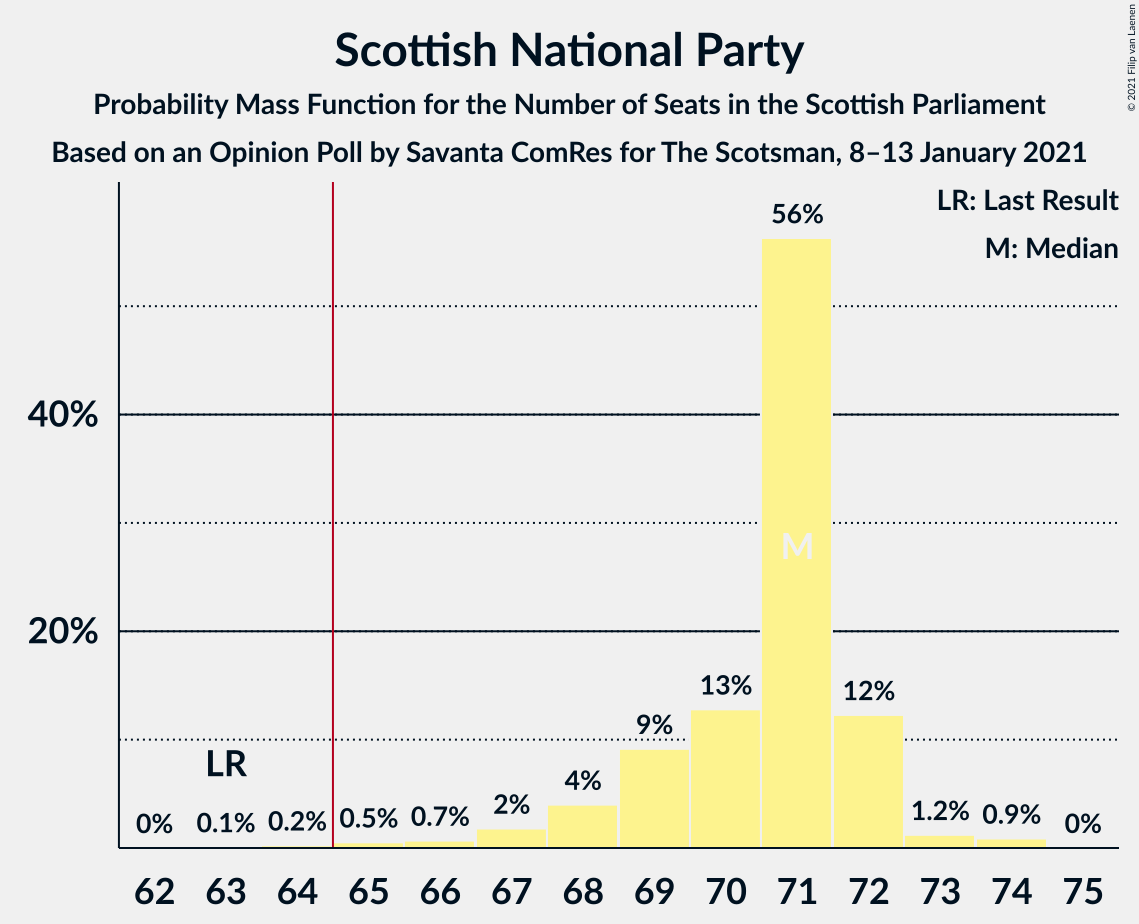 Scottish National Party
Probability Mass Function for the Number of Seats in the Scottish Parliament
Based on an Opinion Poll by Savanta ComRes for The Scotsman, 8–13 January 2021
© 2021 Filip van Laenen
LR: Last Result
M: Median
56%
40%
M
20%
13%
12%
9%
LR
4%
2%
0%
0.1%
0.2%
0.5%
0.7%
1.2%
0.9%
0%
62 63 64 65 66 67 68 69 70 71 72 73 74 75